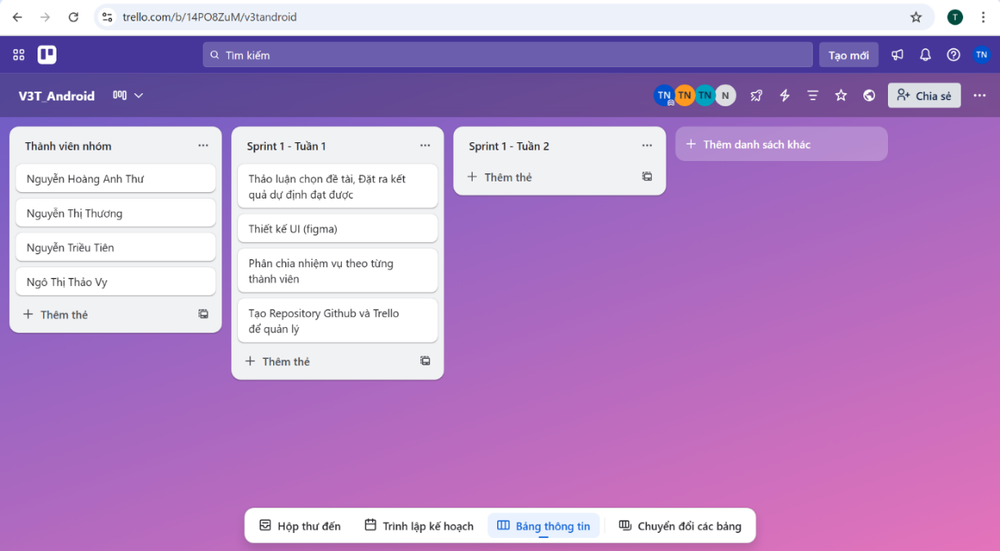 trello.com/b/14PO8ZuM/v3tandroid
T
Tìm kiếm
Tạo mới
TN
V3T_Android
TN
TN
TN
N
Chia sẻ
Thành viên nhóm
Nguyễn Hoàng Anh Thư
Nguyễn Thị Thương
Nguyễn Triều Tiên
Ngô Thị Thảo Vy
Thêm thẻ
Sprint 1 - Tuần 1
Thảo luận chọn đề tài, Đặt ra kết
quả dự định đạt được
Thiết kế UI (figma)
Phân chia nhiệm vụ theo từng
thành viên
Tạo Repository Github và Trello
để quản lý
Thêm thẻ
Sprint 1 - Tuần 2
Thêm thẻ
Thêm danh sách khác
Hộp thư đến
Trình lập kế hoạch
Bảng thông tin
Chuyển đổi các bảng